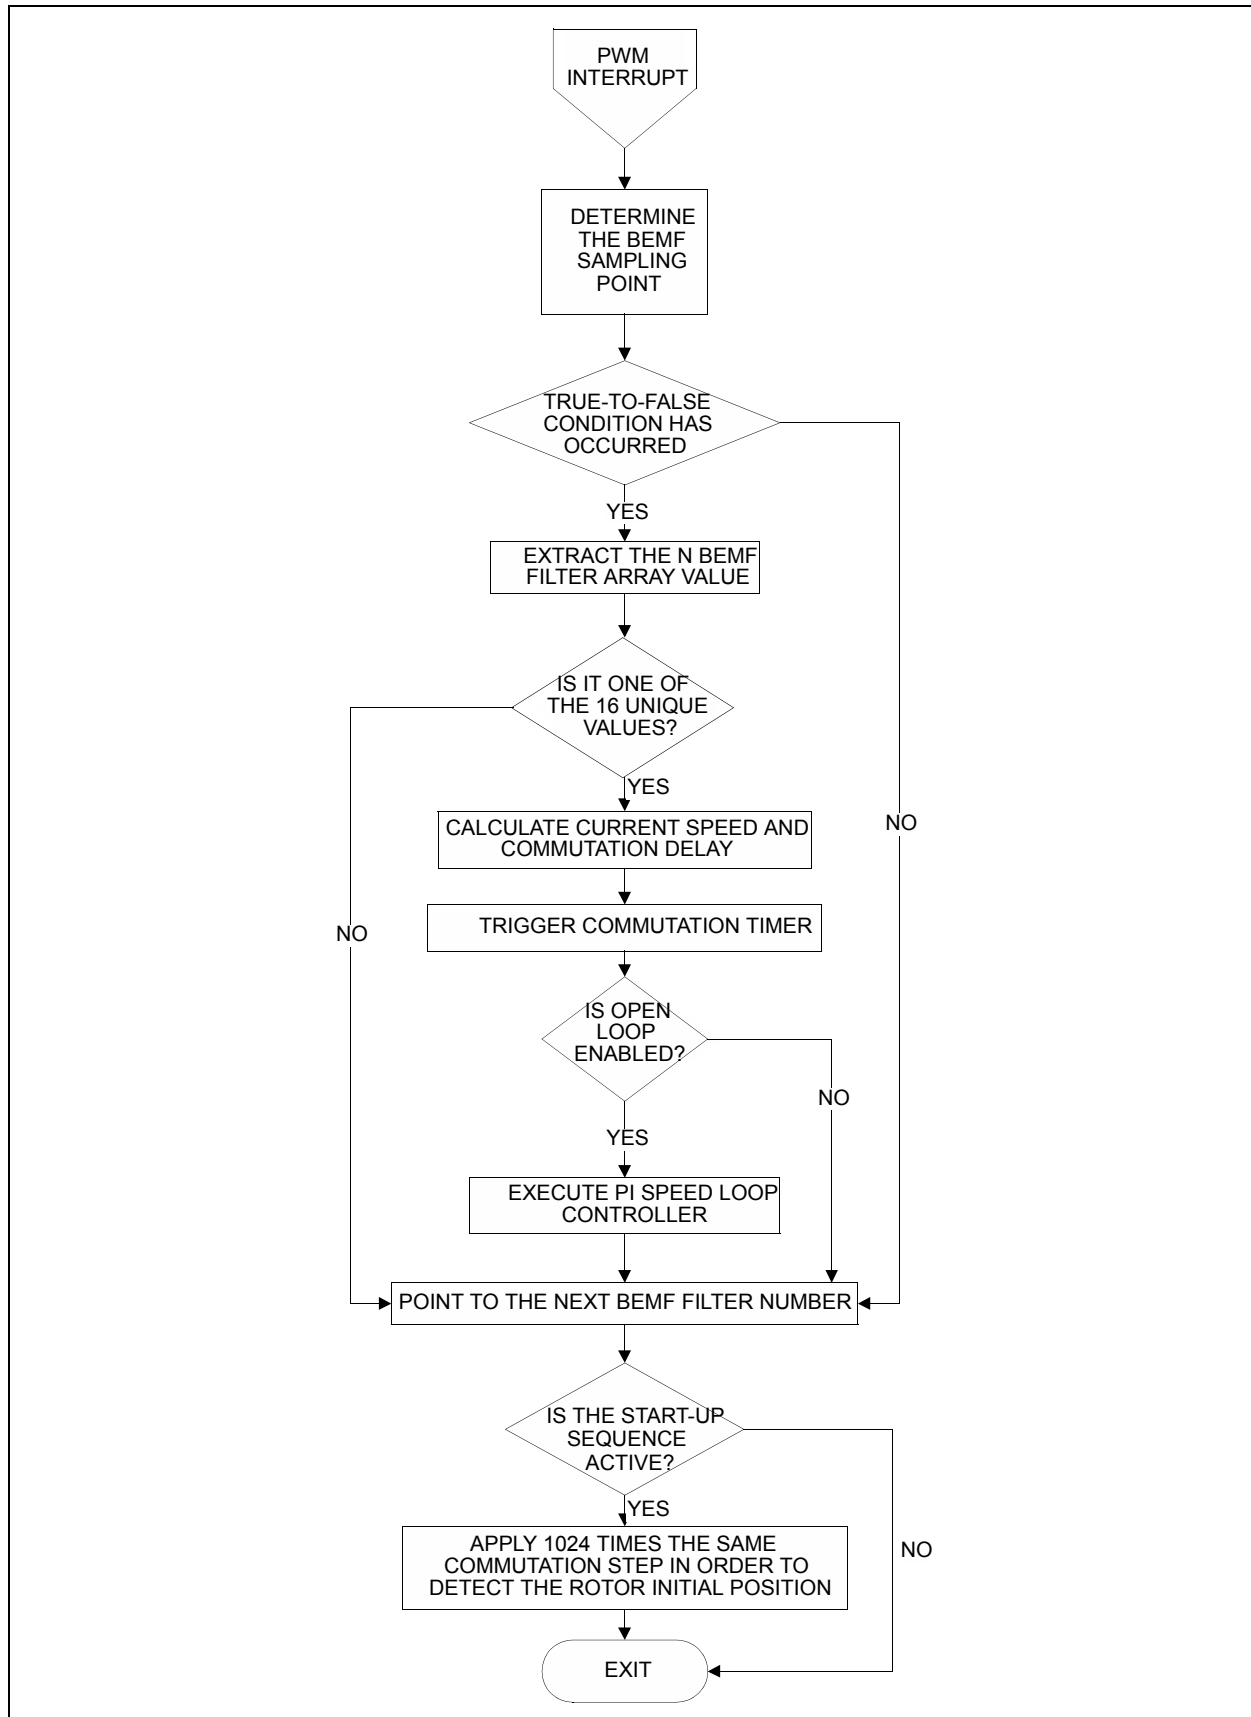 PWM
INTERRUPT
DETERMINE
THE BEMF
SAMPLING
POINT
TRUE-TO-FALSE
CONDITION HAS
OCCURRED
YES
EXTRACT THE N BEMF
FILTER ARRAY VALUE
IS IT ONE OF
THE 16 UNIQUE
VALUES?
YES
CALCULATE CURRENT SPEED AND
COMMUTATION DELAY
NO
TRIGGER COMMUTATION TIMER
NO
IS OPEN
LOOP
ENABLED?
NO
YES
EXECUTE PI SPEED LOOP
CONTROLLER
POINT TO THE NEXT BEMF FILTER NUMBER
IS THE START-UP
SEQUENCE
ACTIVE?
YES
APPLY 1024 TIMES THE SAME
COMMUTATION STEP IN ORDER TO
DETECT THE ROTOR INITIAL POSITION
NO
EXIT